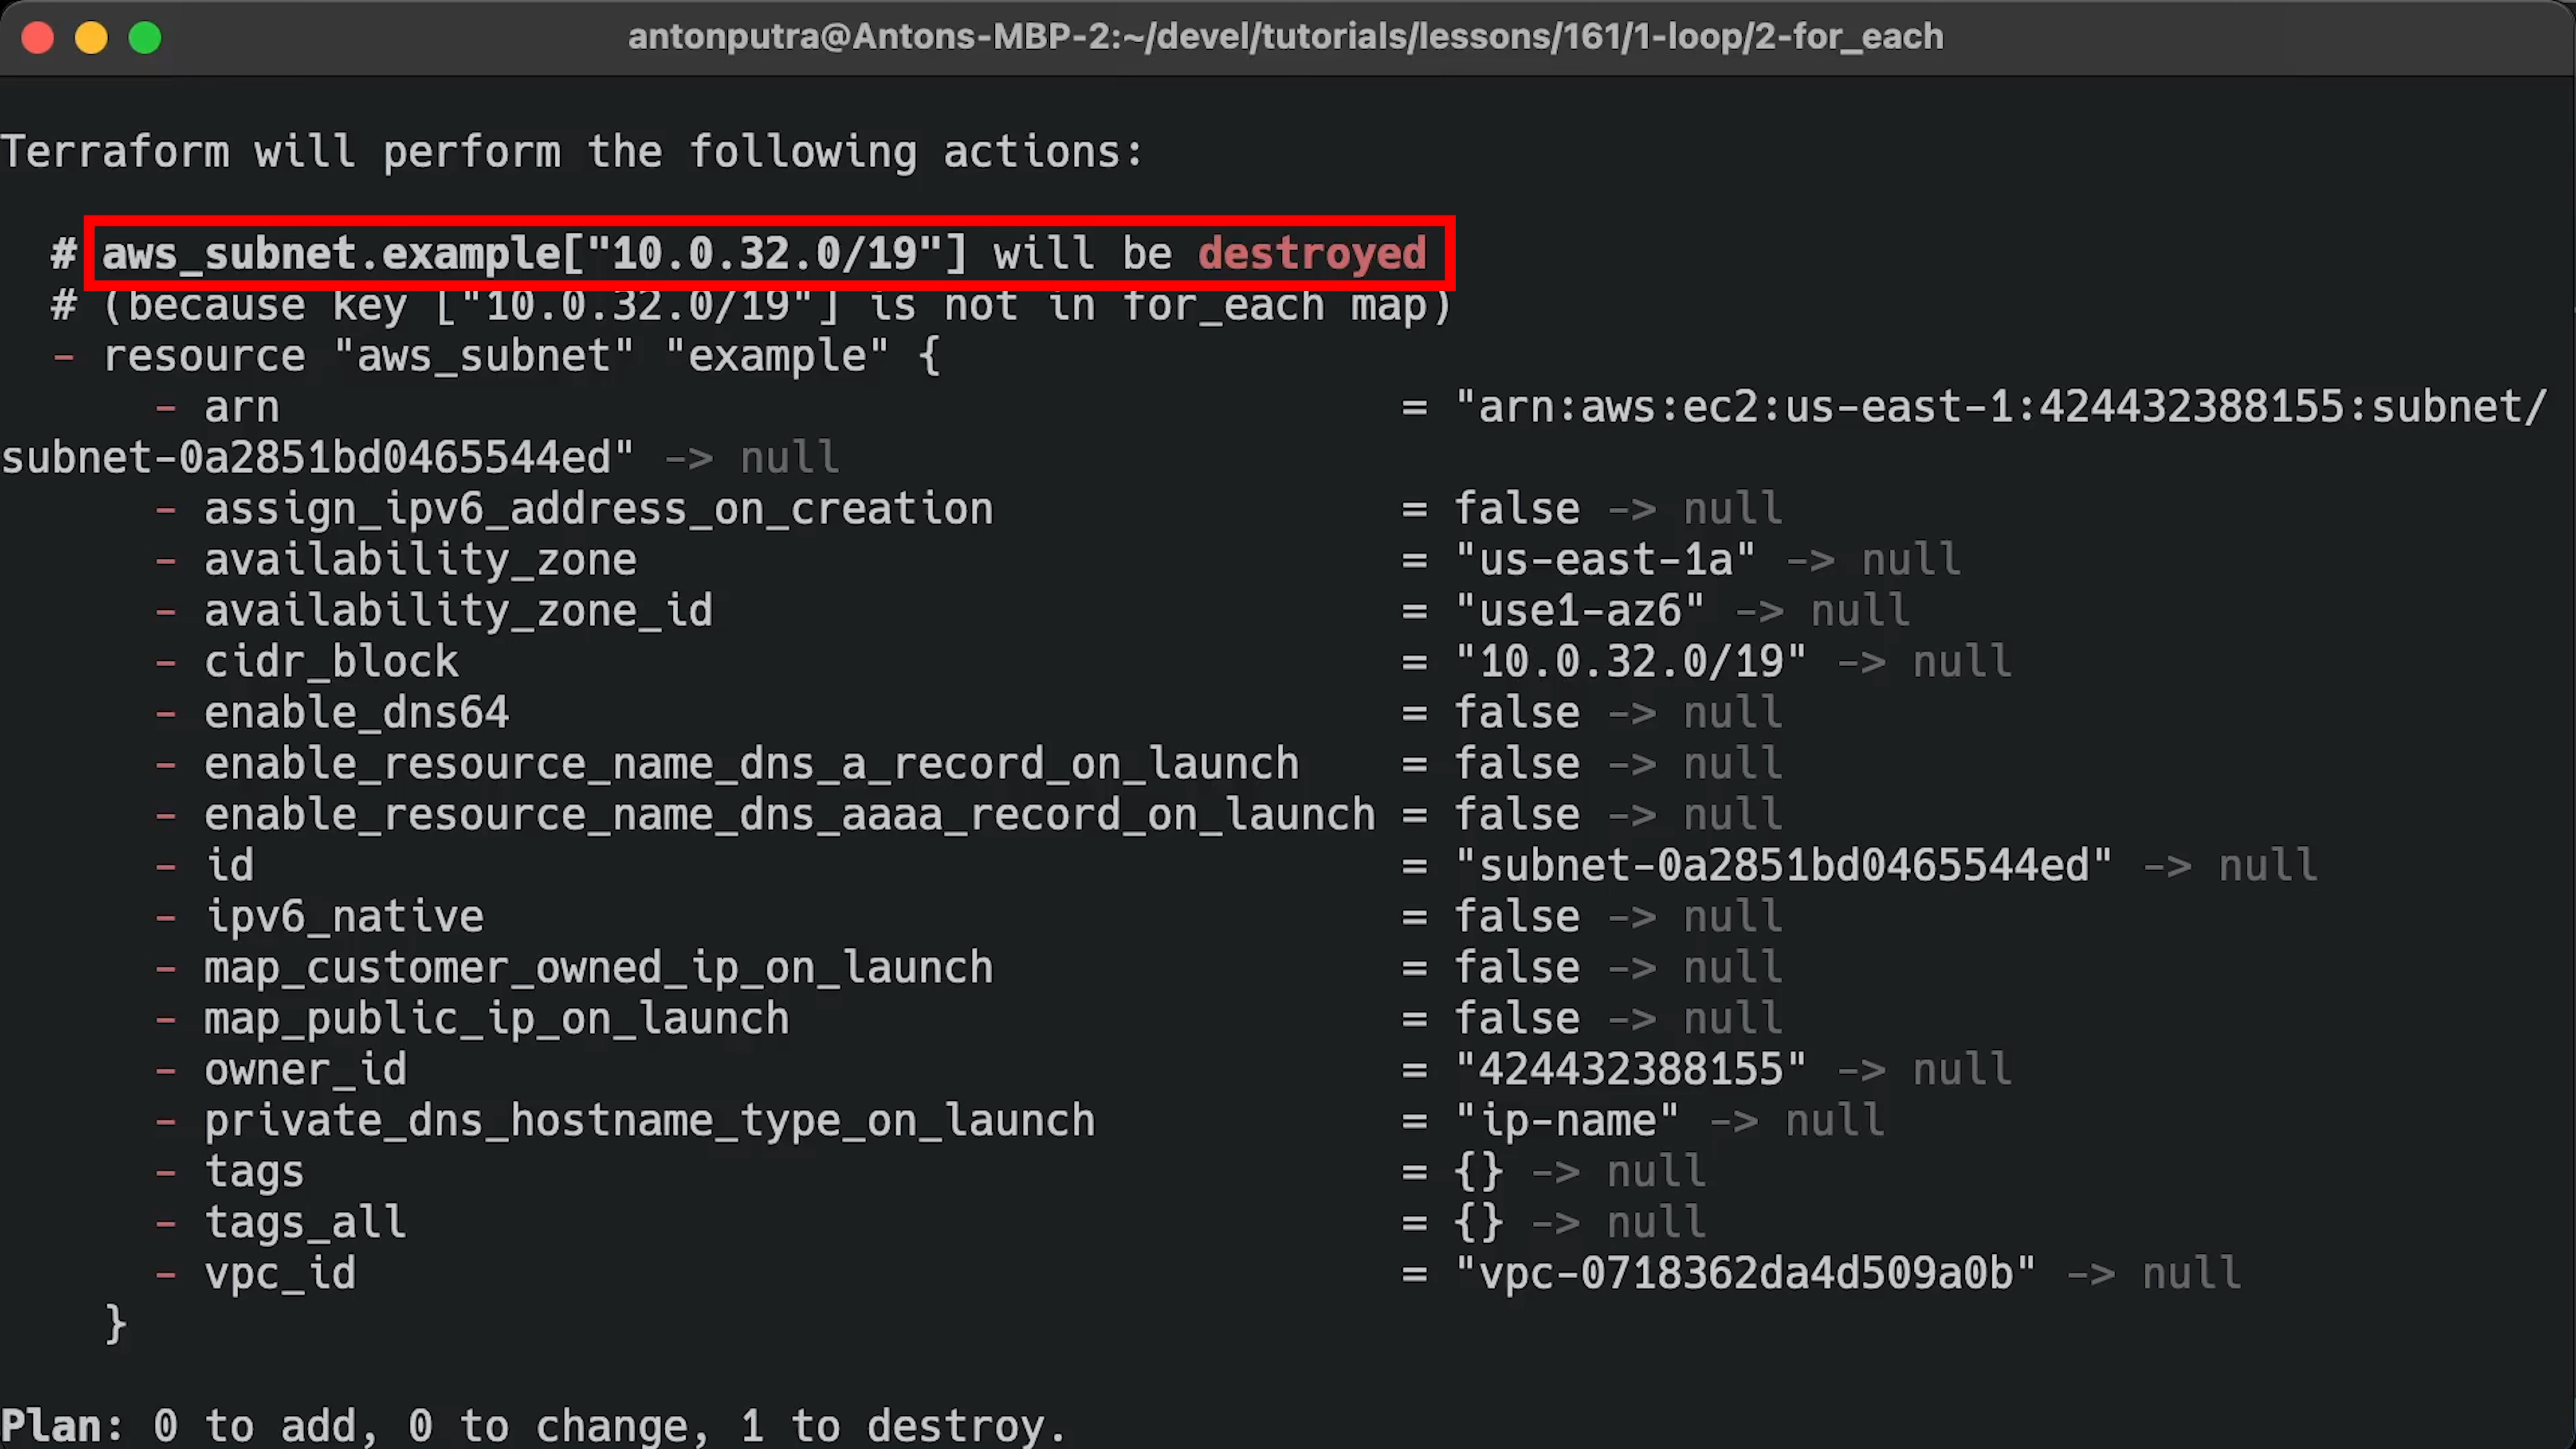 antonputra@Antons-MBP-2:~/devel/tutorials/lessons/161/1-loop/2-for_each
Terraform will perform the following actions:
# aws_subnet.example["10.0.32.0/19"] will be destroyed
# (because key ["10.0.32.0/19"] is not in for_each map)
- resource "aws_subnet" "example" {
- arn = "arn:aws:ec2:us-east-1:424432388155:subnet/
subnet-0a2851bd0465544ed" -> null
- assign_ipv6_address_on_creation = false -> null
- availability_zone = "us-east-1a" -> null
- availability_zone_id = "use1-az6" -> null
- cidr_block = "10.0.32.0/19" -> null
- enable_dns64 = false -> null
- enable_resource_name_dns_a_record_on_launch = false -> null
- enable_resource_name_dns_aaaa_record_on_launch = false -> null
- id = "subnet-0a2851bd0465544ed" -> null
- ipv6_native = false -> null
- map_customer_owned_ip_on_launch = false -> null
- map_public_ip_on_launch = false -> null
- owner_id = "424432388155" -> null
- private_dns_hostname_type_on_launch = "ip-name" -> null
- tags = {} -> null
- tags_all = {} -> null
- vpc_id = "vpc-0718362da4d509a0b" -> null
}
Plan: 0 to add, 0 to change, 1 to destroy.